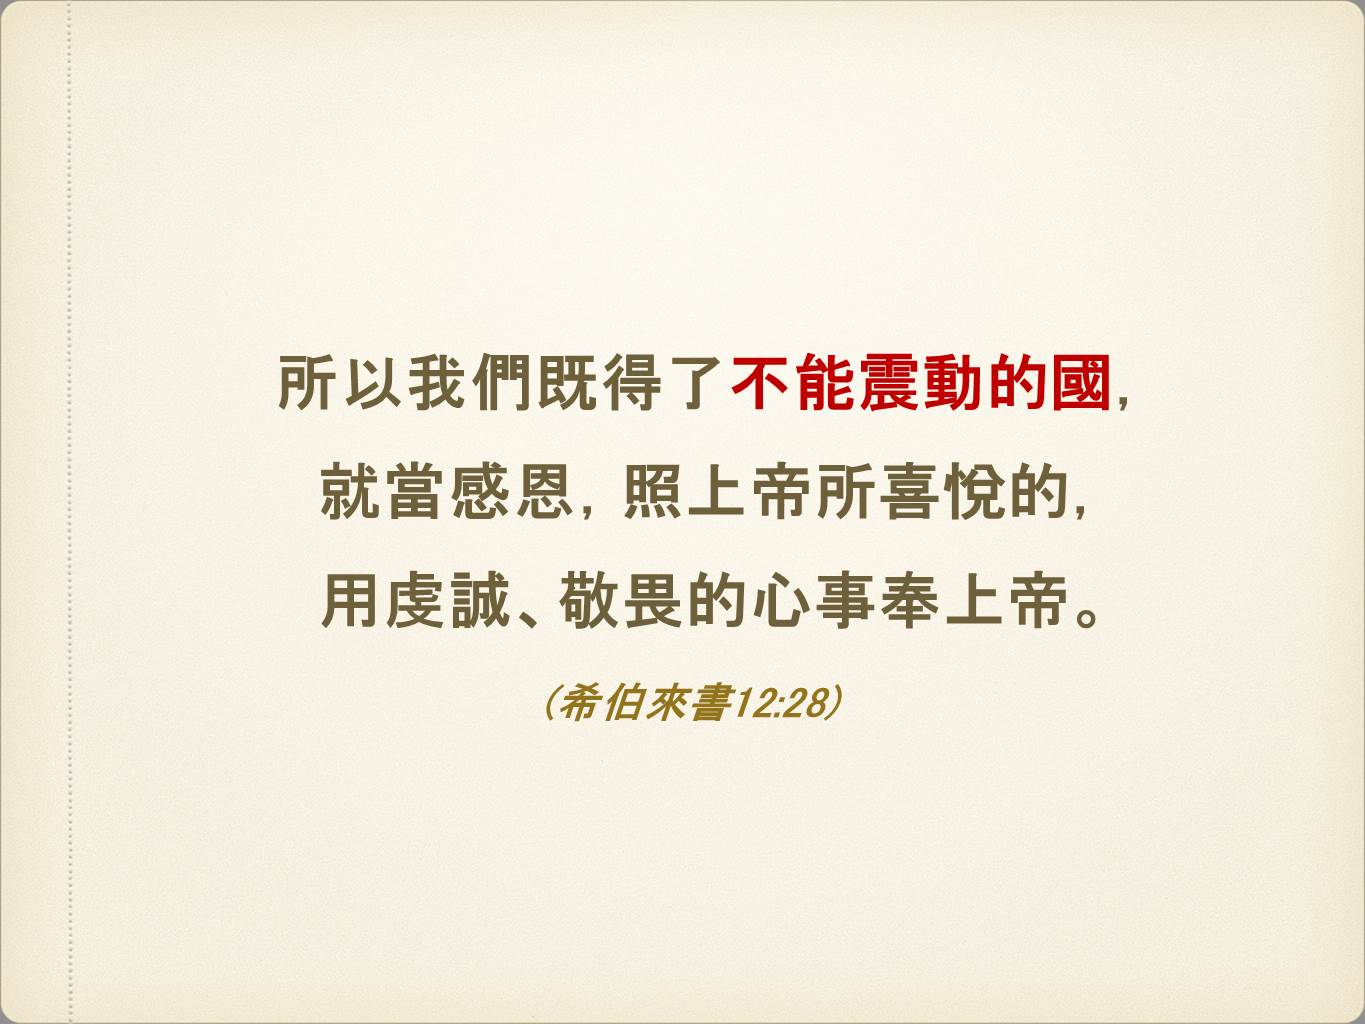 所以我們既得了不能震動的國,
就當感恩, 照上帝所喜悅的,
用虔誠、敬畏的心事奉上帝。
(希伯來書12:28)